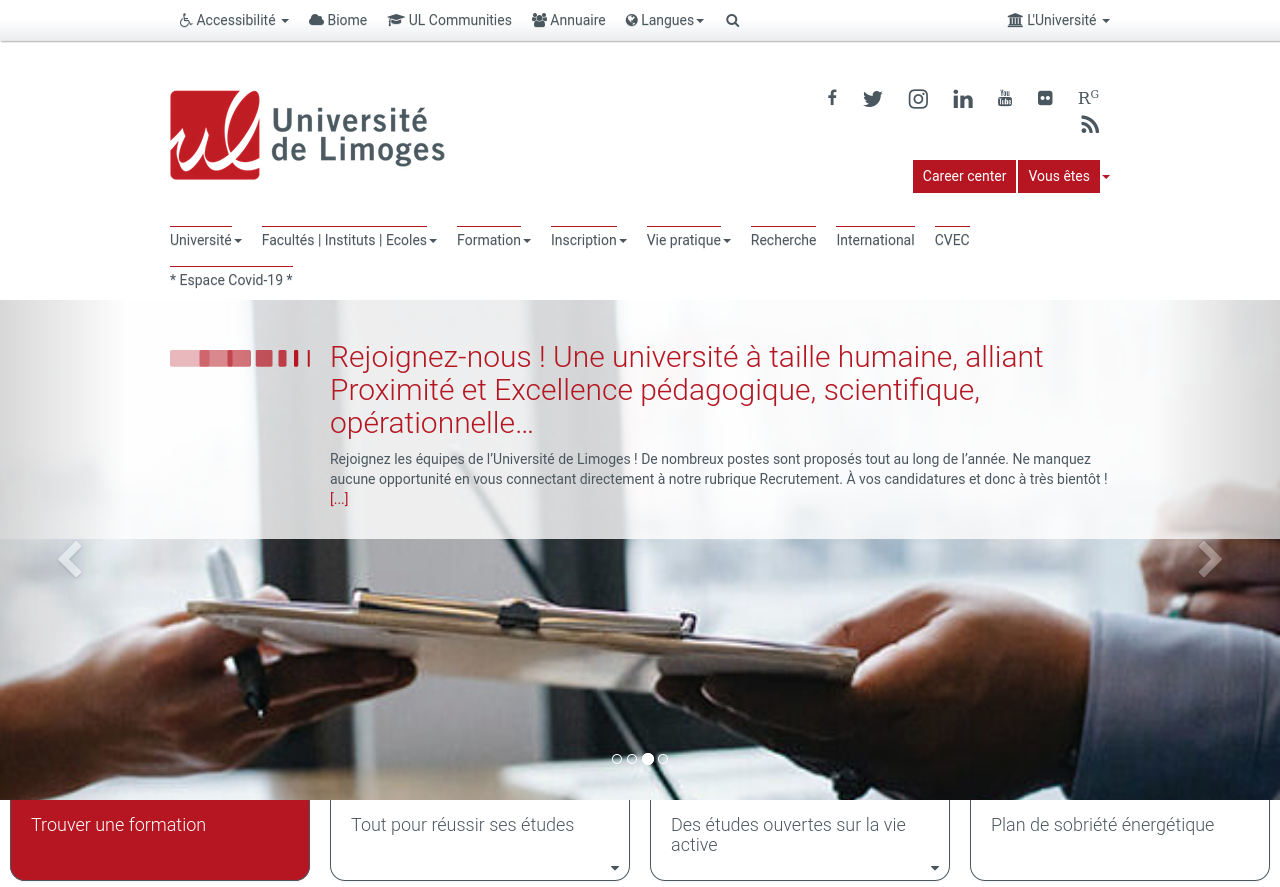 Accessibilité Biome UL Communities Annuaire Langues L'Université
ul Université
de Limoges
You
Tube
RG
Career center Vous êtes
Université Facultés | Instituts | Ecoles Formation Inscription Vie pratique Recherche International CVEC
* Espace Covid-19 *
Rejoignez-nous ! Une université à taille humaine, alliant
Proximité et Excellence pédagogique, scientifique,
opérationnelle…
Rejoignez les équipes de l’Université de Limoges ! De nombreux postes sont proposés tout au long de l’année. Ne manquez
aucune opportunité en vous connectant directement à notre rubrique Recrutement. À vos candidatures et donc à très bientôt !
[...]
Trouver une formation
Tout pour réussir ses études
Des études ouvertes sur la vie
active
Plan de sobriété énergétique